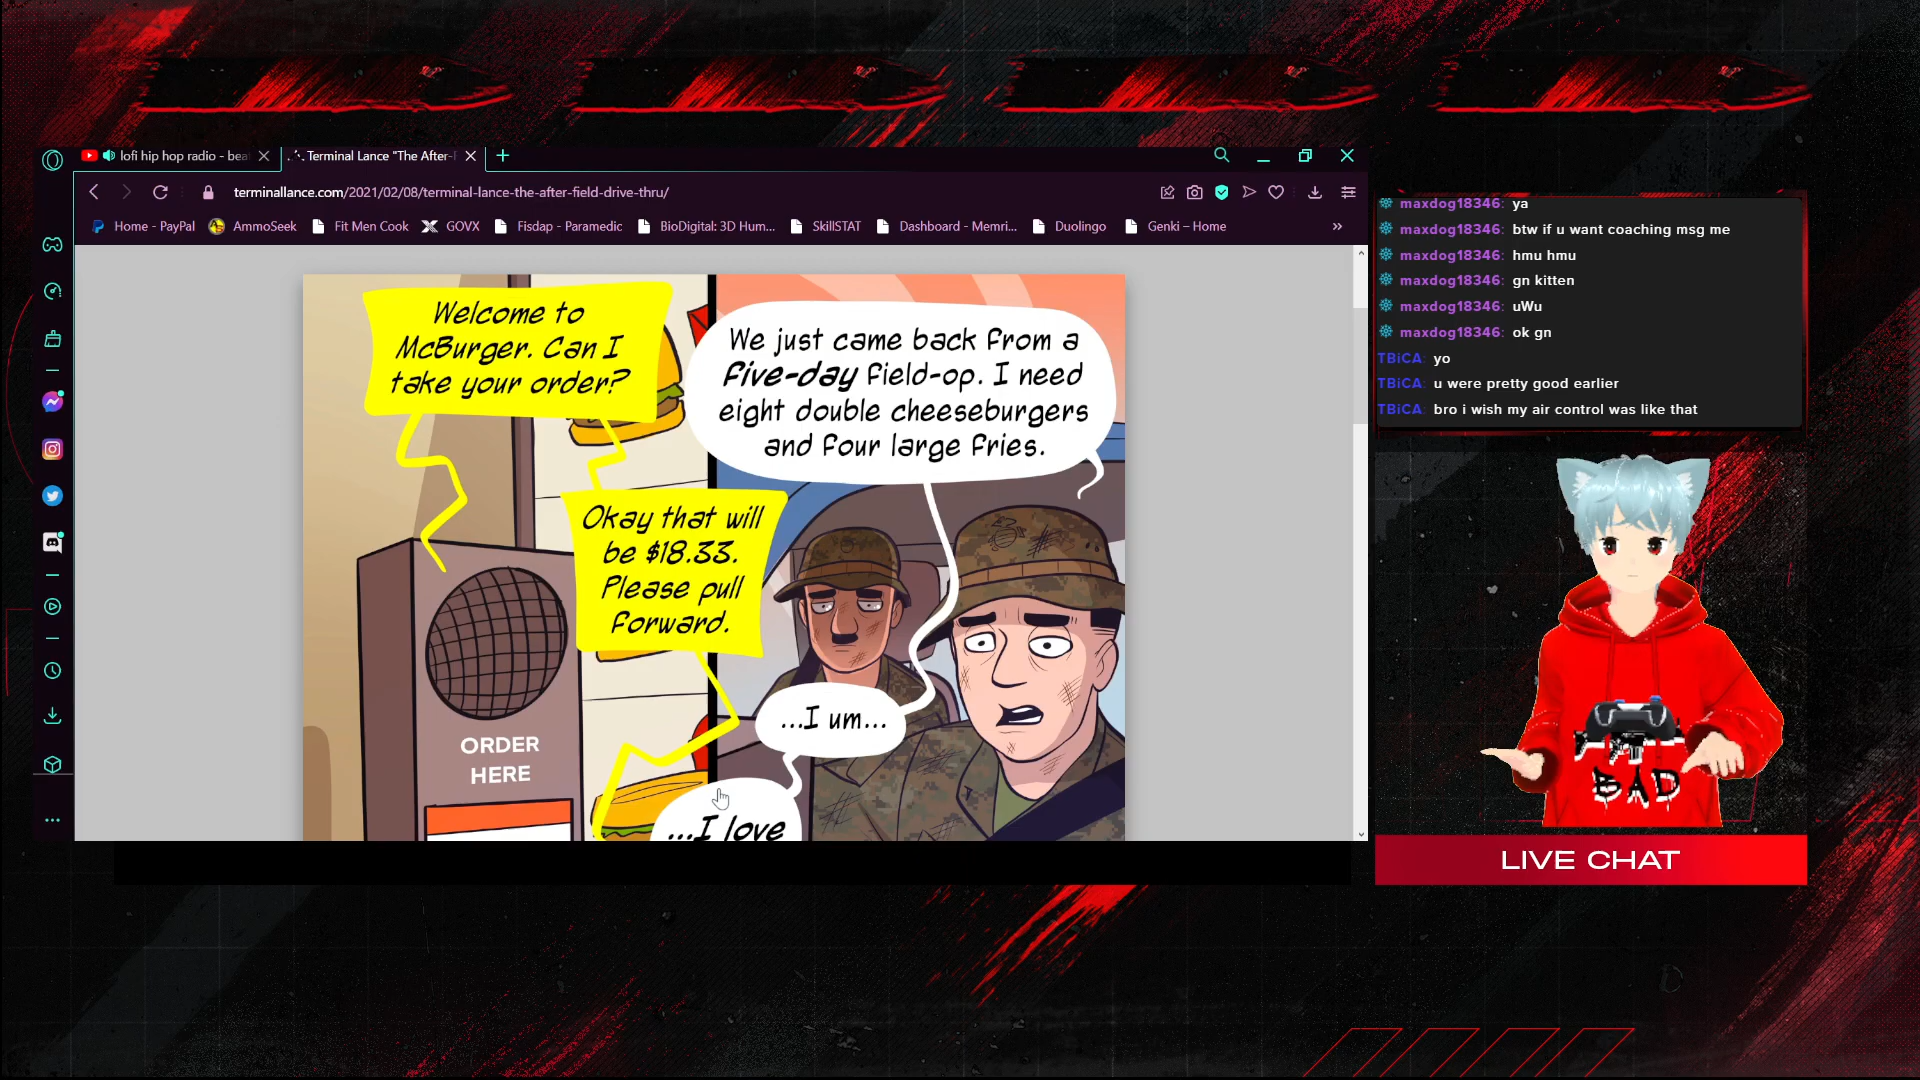 lofi hip hop radio - bea
Terminal Lance "The After-F
terminallance.com/2021/02/08/terminal-lance-the-after-field-drive-thru/
Home - PayPal
AmmoSeek
Fit Men Cook
GOVX
Fisdap - Paramedic
BioDigital: 3D Hum...
SkillSTAT
Dashboard - Memri...
Duolingo
Genki – Home
»
Welcome to
McBurger. Can I
take your order?
We just came back from a
five-day field-op. I need
eight double cheeseburgers
and four large fries.
Okay that will
be $18.33.
Please pull
forward.
...I um...
...I love
ORDER
HERE
maxdog18346: ya
maxdog18346: btw if u want coaching msg me
maxdog18346: hmu hmu
maxdog18346: gn kitten
maxdog18346: uWu
maxdog18346: ok gn
TBiCA: yo
TBiCA: u were pretty good earlier
TBiCA: bro i wish my air control was like that
BAD
LIVE CHAT